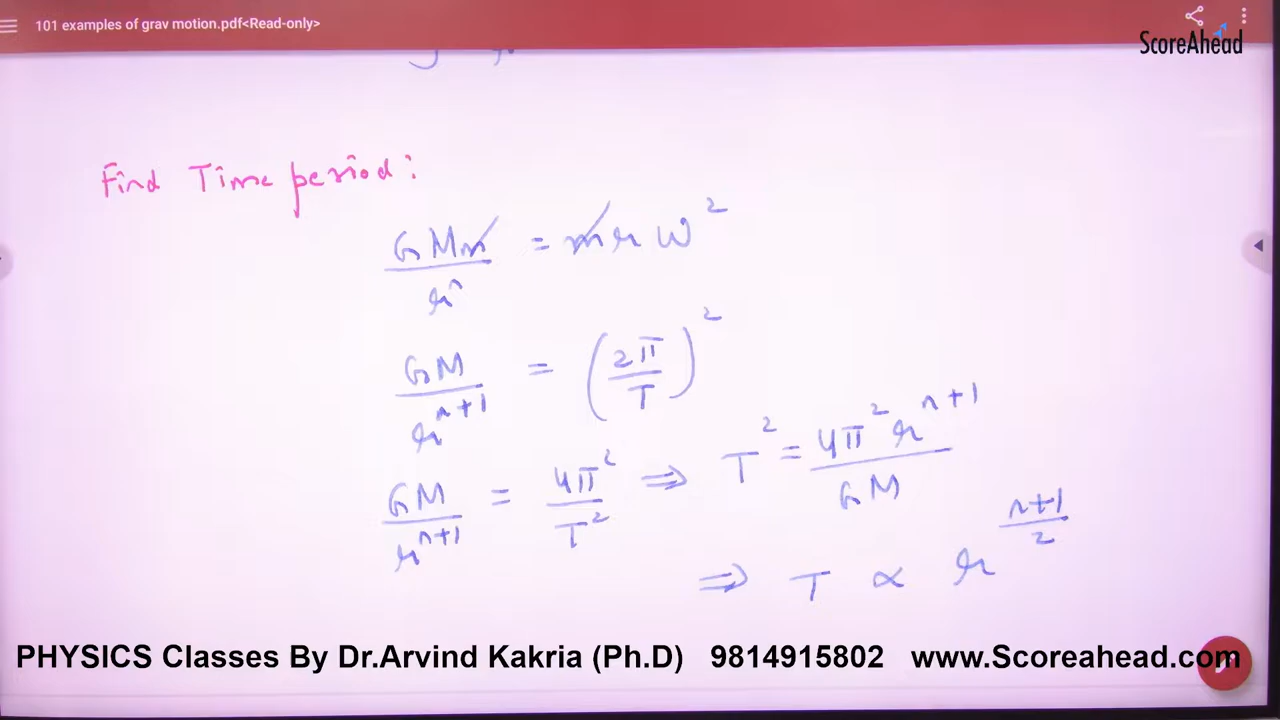 101 examples of grav motion.pdf<Read-only>
ScoreAhead
Find Time period:
GMm/r^n = mrω^2
GM/r^(n+1) = (2π/T)^2
GM/r^(n+1) = 4π^2/T^2 ⇒ T^2 = 4π^2 r^(n+1)/GM
⇒ T ∝ r^((n+1)/2)
PHYSICS Classes By Dr.Arvind Kakria (Ph.D) 9814915802 www.Scoreahead.com